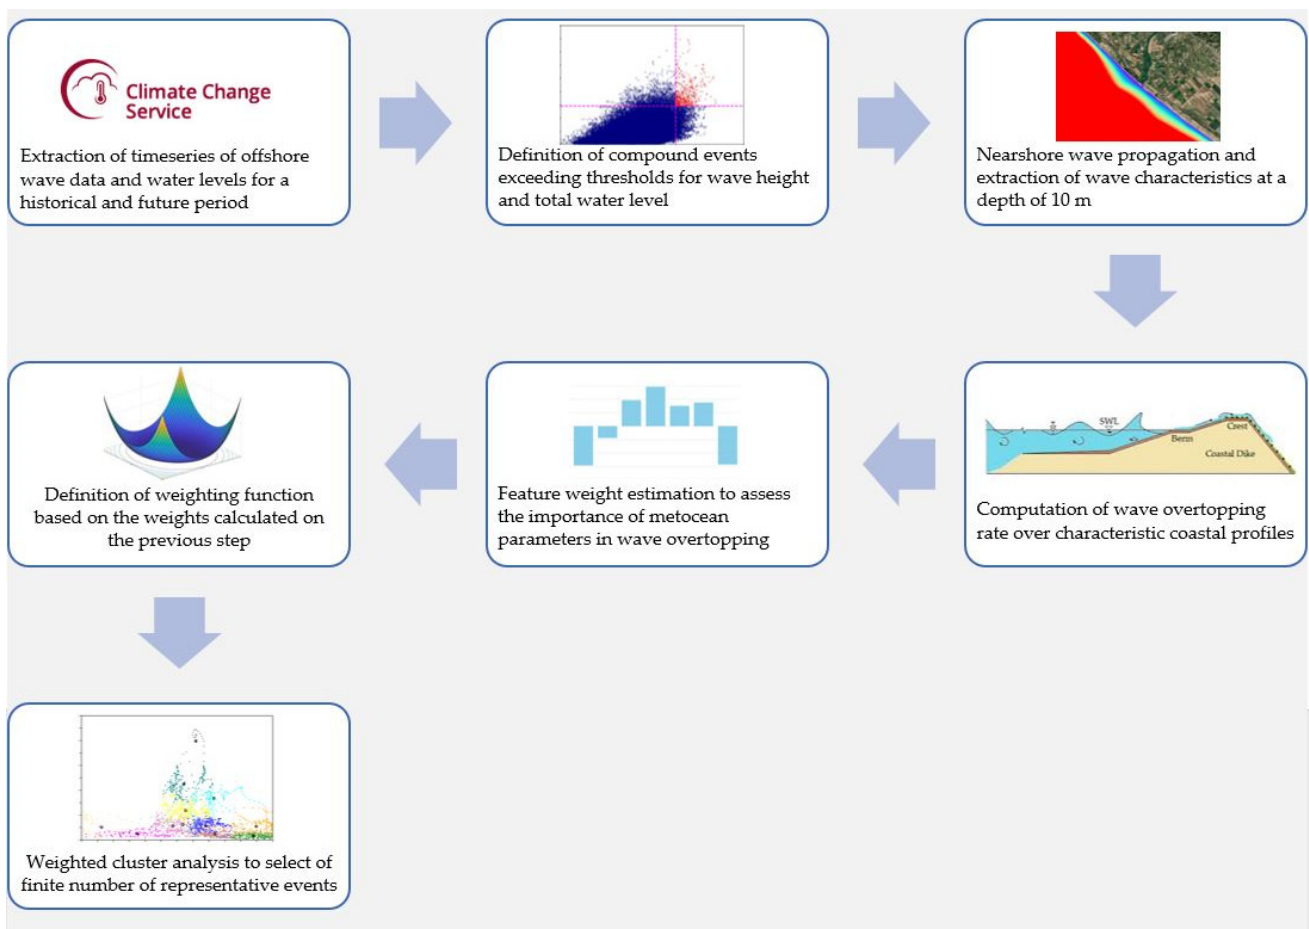 Climate Change
Service
Extraction of timeseries of offshore
wave data and water levels for a
historical and future period
Definition of compound events
exceeding thresholds for wave height
and total water level
Nearshore wave propagation and
extraction of wave characteristics at a
depth of 10 m
SWL
Crest
Berm
Coastal Dike
Computation of wave overtopping
rate over characteristic coastal profiles
Feature weight estimation to assess
the importance of metocean
parameters in wave overtopping
Definition of weighting function
based on the weights calculated on
the previous step
Weighted cluster analysis to select of
finite number of representative events